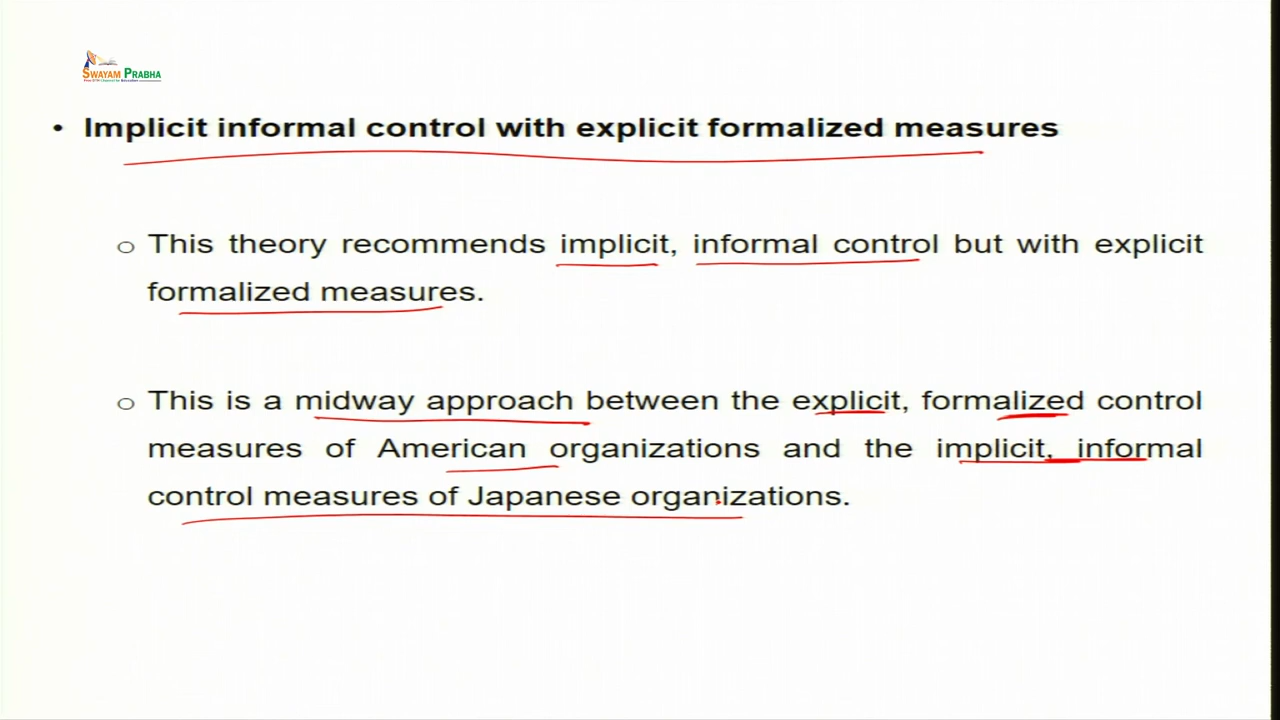 SWAYAM PRABHA
• Implicit informal control with explicit formalized measures
o This theory recommends implicit, informal control but with explicit
formalized measures.
o This is a midway approach between the explicit, formalized control
measures of American organizations and the implicit, informal
control measures of Japanese organizations.